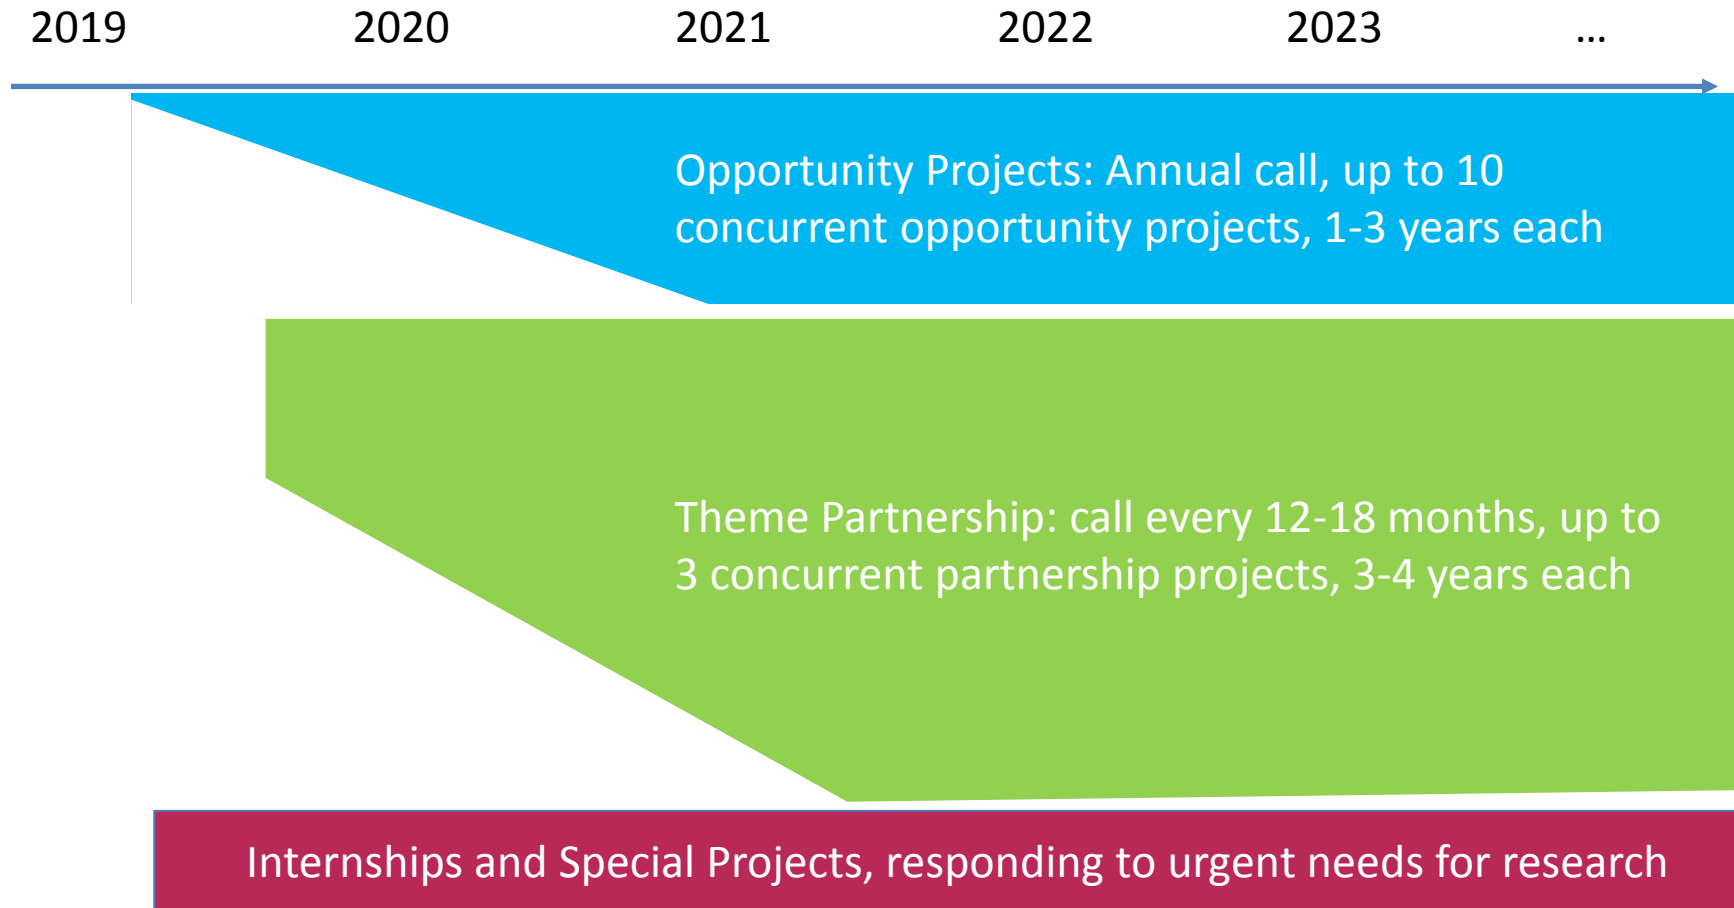 2019 2020 2021 2022 2023 …
Opportunity Projects: Annual call, up to 10
concurrent opportunity projects, 1-3 years each
Theme Partnership: call every 12-18 months, up to
3 concurrent partnership projects, 3-4 years each
Internships and Special Projects, responding to urgent needs for research